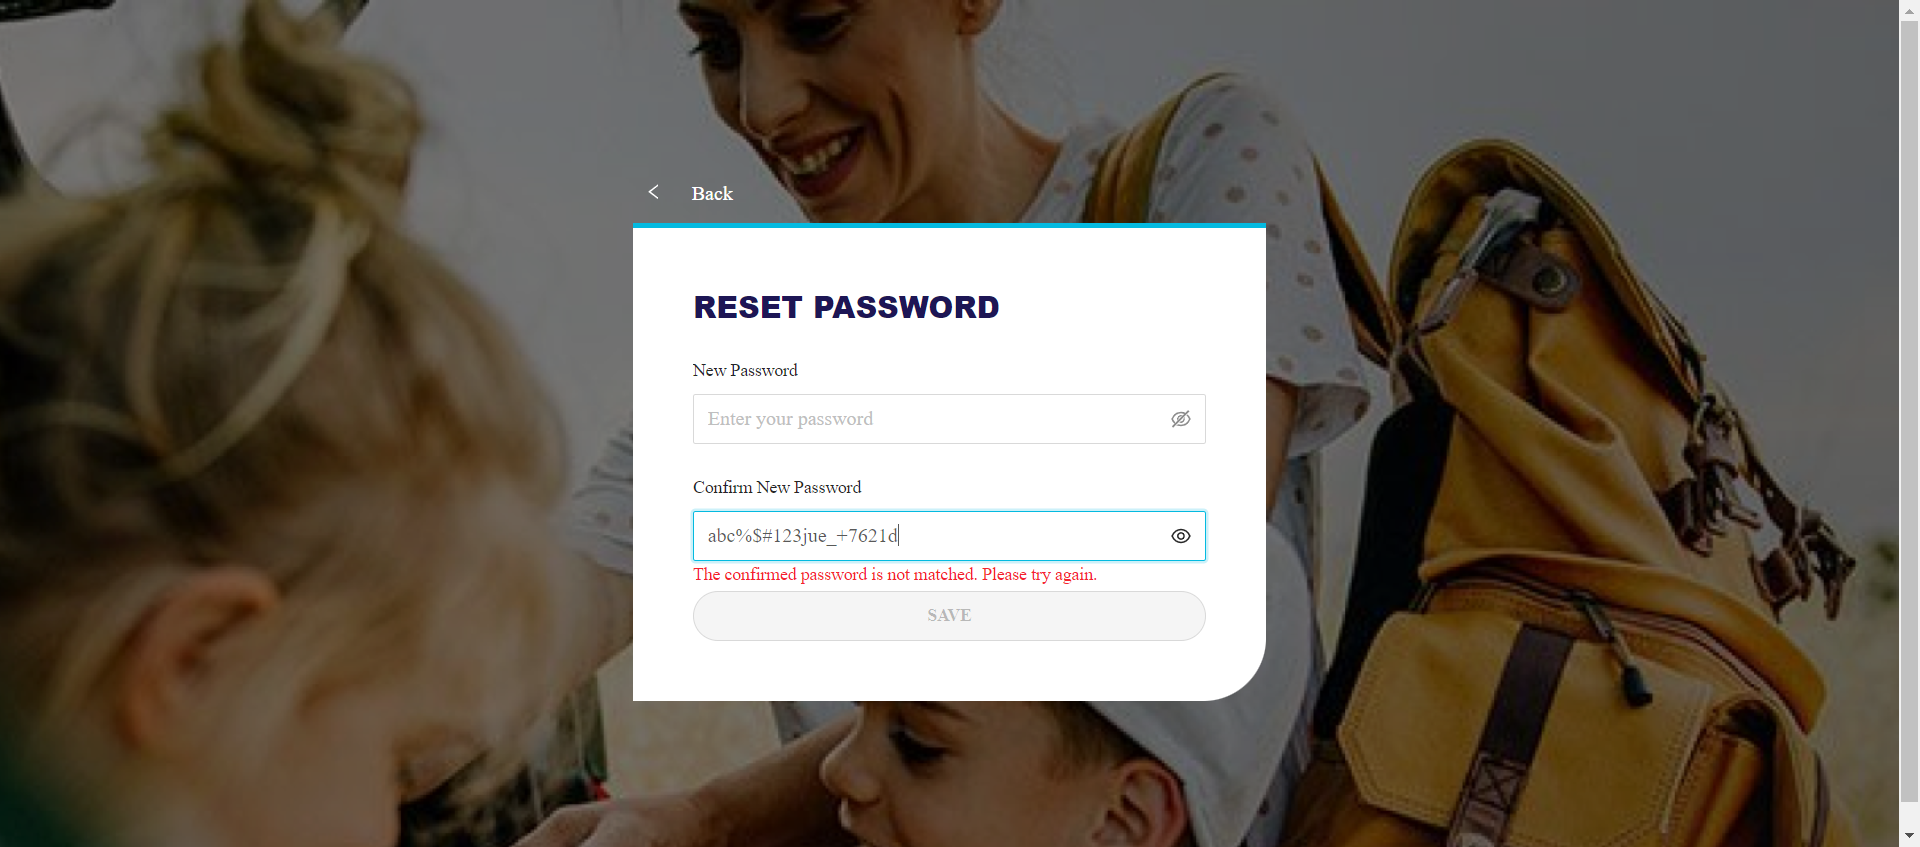 Back
RESET PASSWORD
New Password
Enter your password
Confirm New Password
abc%$#123jue_+7621d
The confirmed password is not matched. Please try again.
SAVE